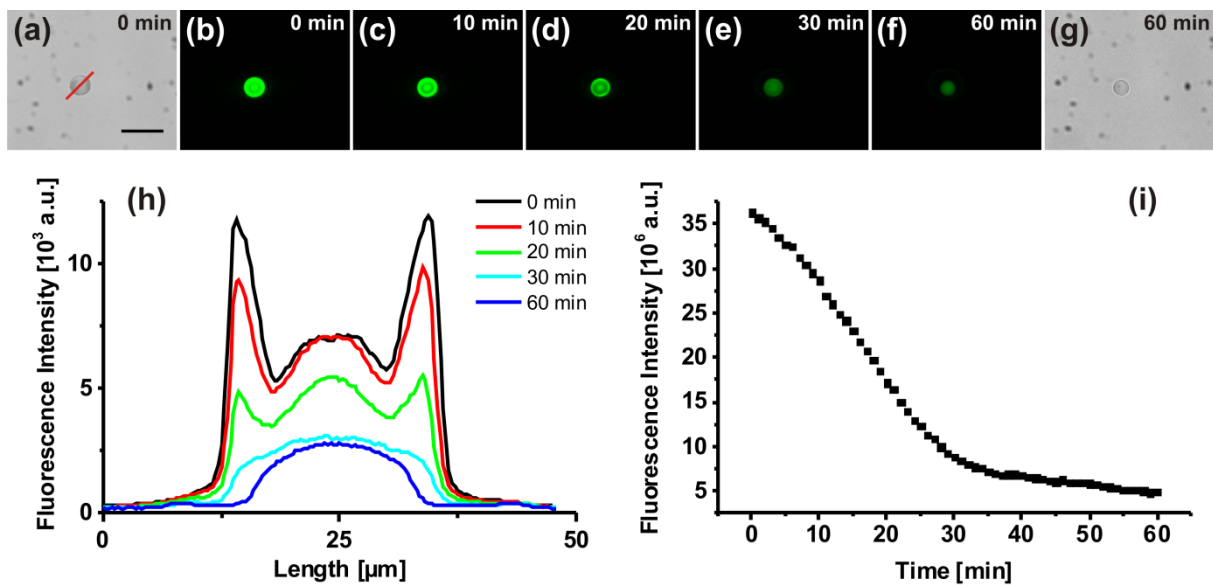 (a) 0 min
(b) 0 min
(c) 10 min
(d) 20 min
(e) 30 min
(f) 60 min
(g) 60 min
(h)
0 min
10 min
20 min
30 min
60 min
Fluorescence Intensity [10³ a.u.]
10
5
0
0 25 50
Length [µm]
(i)
Fluorescence Intensity [10⁶ a.u.]
35
30
25
20
15
10
5
0 10 20 30 40 50 60
Time [min]